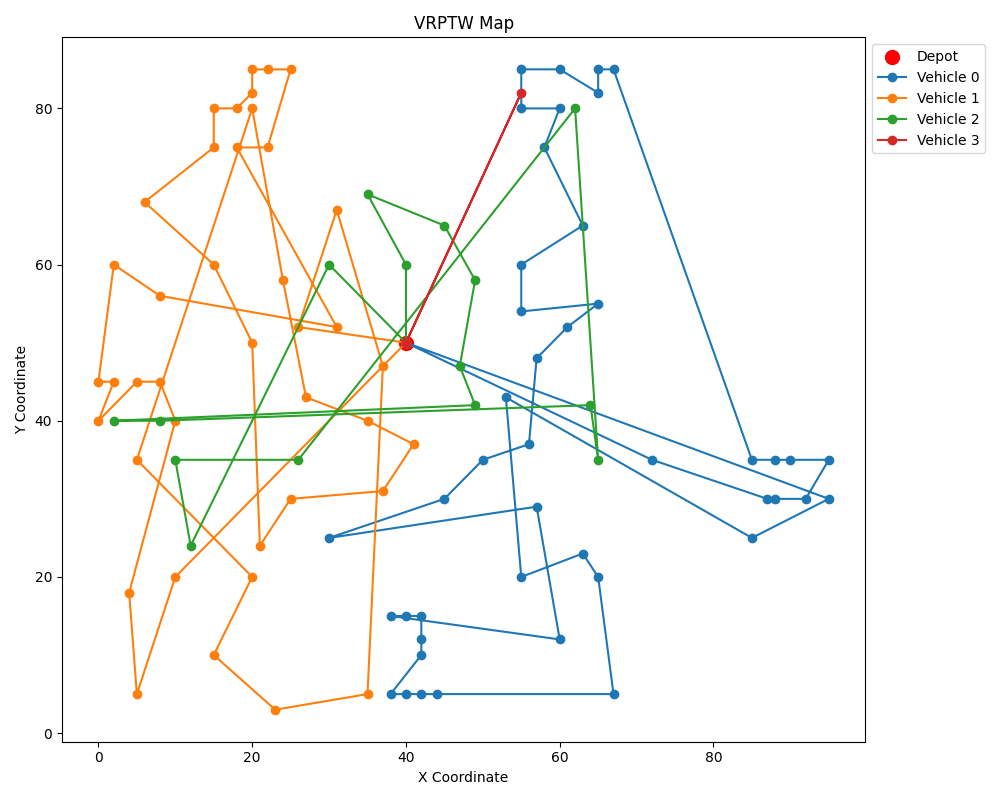 VRPTW Map
Depot
Vehicle 0
Vehicle 1
Vehicle 2
Vehicle 3
Y Coordinate
80
60
40
20
0
0
20
40
60
80
X Coordinate